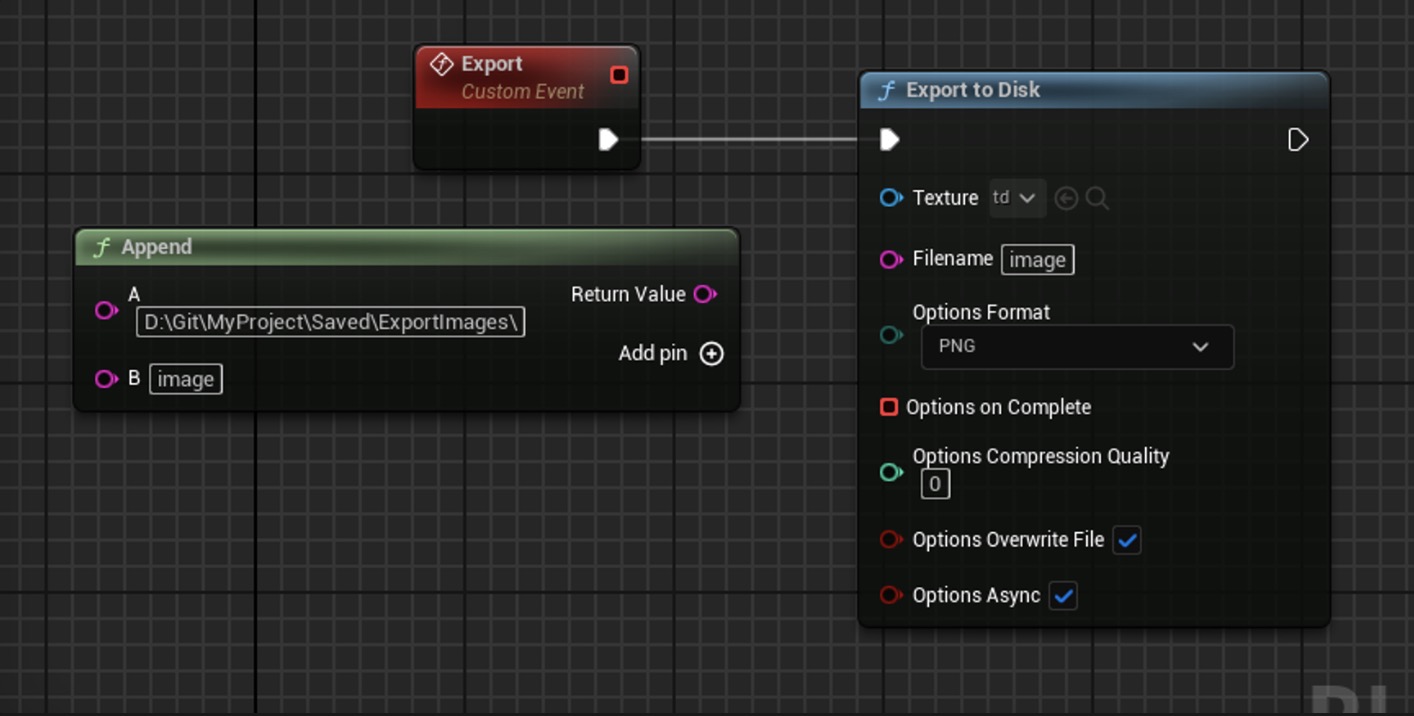 Export
Custom Event
Export to Disk
Texture td
Filename image
Options Format
PNG
Options on Complete
Options Compression Quality
0
Options Overwrite File
Options Async
Append
A
Return Value
D:\Git\MyProject\Saved\ExportImages\
Add pin
B image